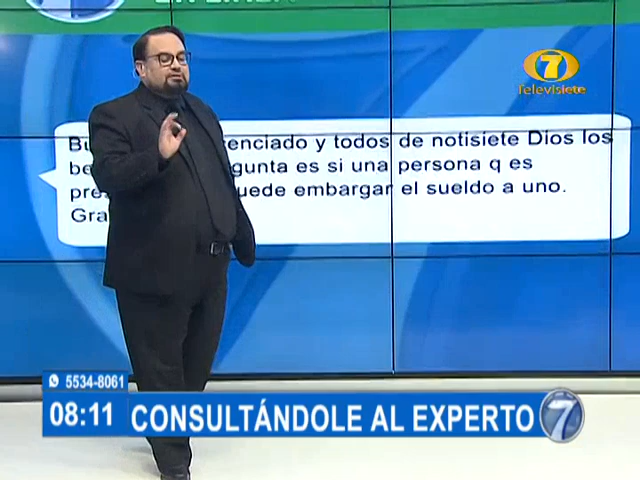 7
Televisiete
Bu renciado y todos de notisiete Dios los
be gunta es si una persona q es
pre uede embargar el sueldo a uno.
Gra
5534-8061
08:11 CONSULTÁNDOLE AL EXPERTO 7